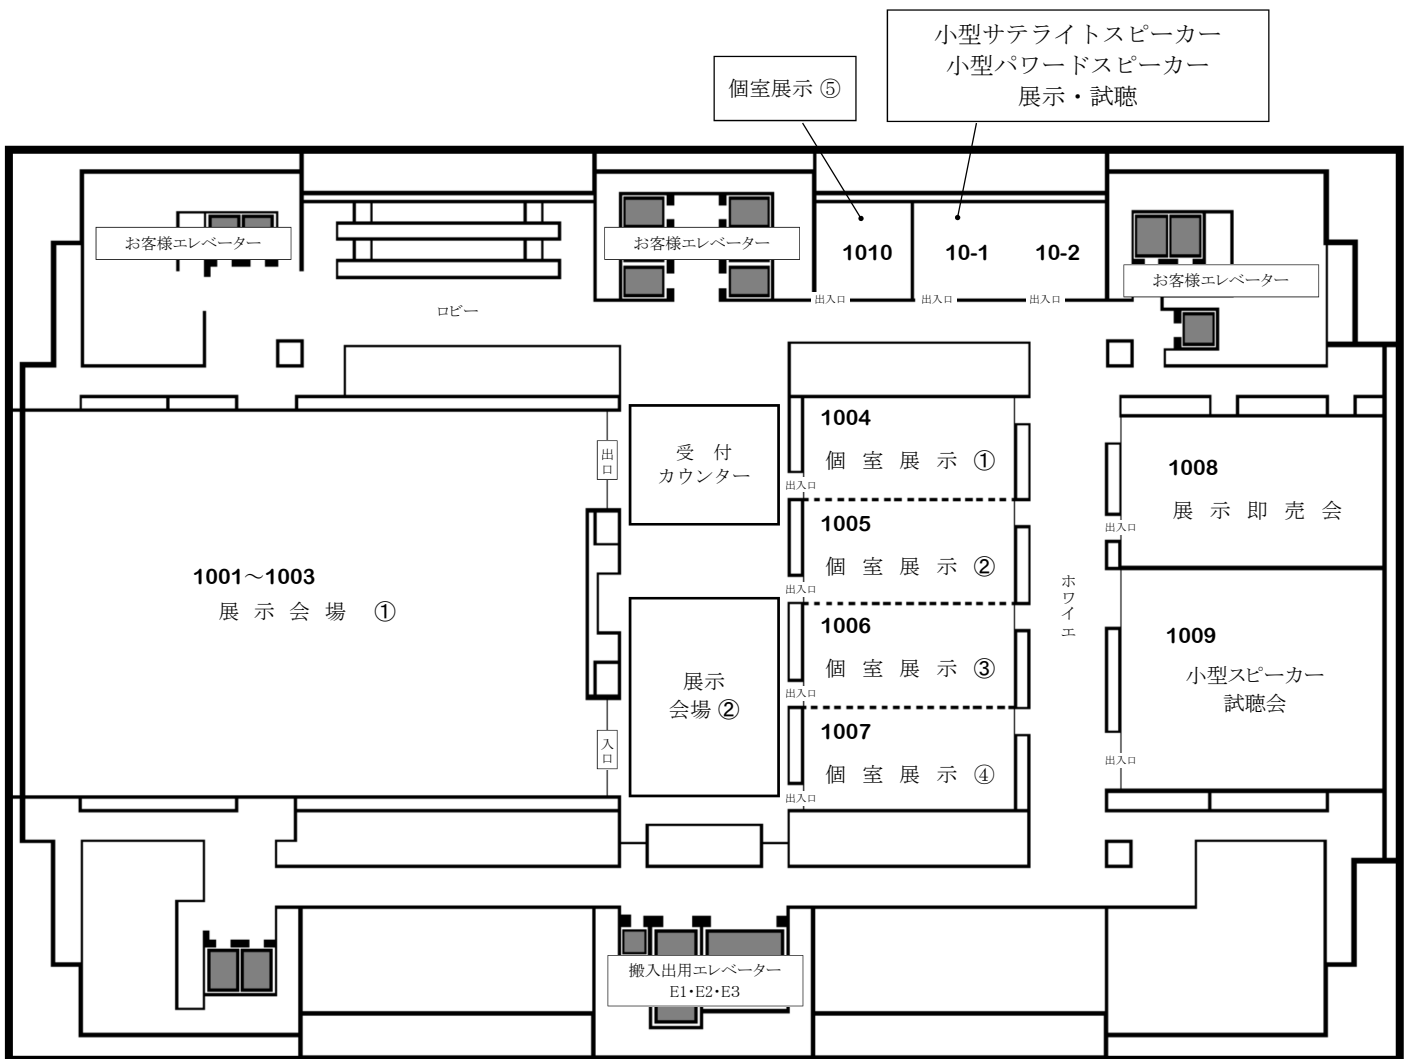 小型サテライトスピーカー
小型パワードスピーカー
展示・試聴
個室展示 ⑤
お客様エレベーター
お客様エレベーター
1010
10-1
10-2
お客様エレベーター
出入口
出入口
出入口
ロビー
1004
個室展示 ①
出入口
出口
受付
カウンター
1008
展示即売会
出入口
1005
個室展示 ②
出入口
1001～1003
展示会場 ①
ホワイエ
1006
個室展示 ③
出入口
1009
小型スピーカー
試聴会
出入口
展示
会場 ②
入口
1007
個室展示 ④
出入口
搬入出用エレベーター
E1・E2・E3